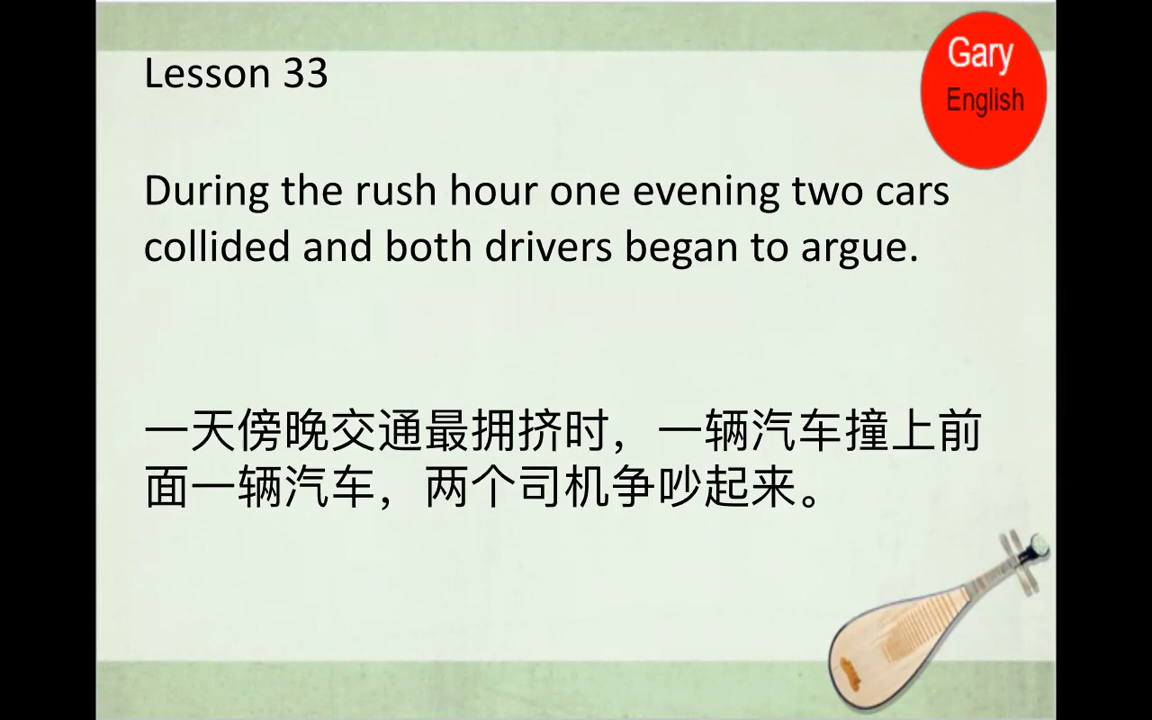 Lesson 33
Gary
English
During the rush hour one evening two cars
collided and both drivers began to argue.
一天傍晚交通最拥挤时，一辆汽车撞上前
面一辆汽车，两个司机争吵起来。